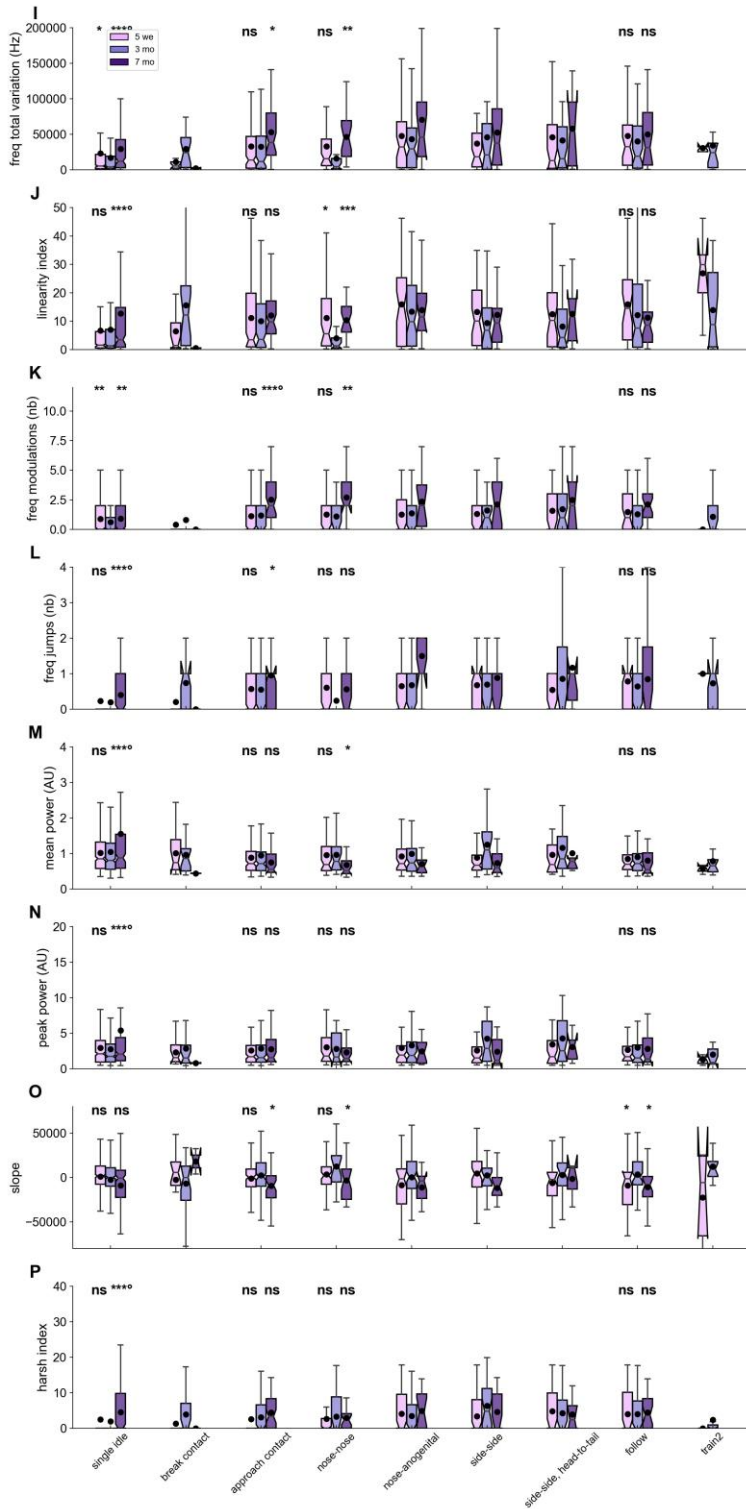 I
freq total variation (Hz)
200000
150000
100000
50000
0
* ***° ns * ns ** ns ns
5 we
3 mo
7 mo
J
linearity index
50
40
30
20
10
0
ns ***° ns ns * *** ns ns
K
freq modulations (nb)
10.0
7.5
5.0
2.5
0.0
** ** ns ***° ns ** ns ns
L
freq jumps (nb)
4
3
2
1
0
ns ***° ns * ns ns ns ns
M
mean power (AU)
4
3
2
1
0
ns ***° ns ns ns * ns ns
N
peak power (AU)
20
15
10
5
0
ns ***° ns ns ns ns ns ns
O
slope
50000
0
−50000
ns ns ns * ns * * *
P
harsh index
40
30
20
10
0
ns ***° ns ns ns ns ns ns
single idle
break contact
approach contact
nose-nose
nose-anogenital
side-side
side-side, head-to-tail
follow
train2